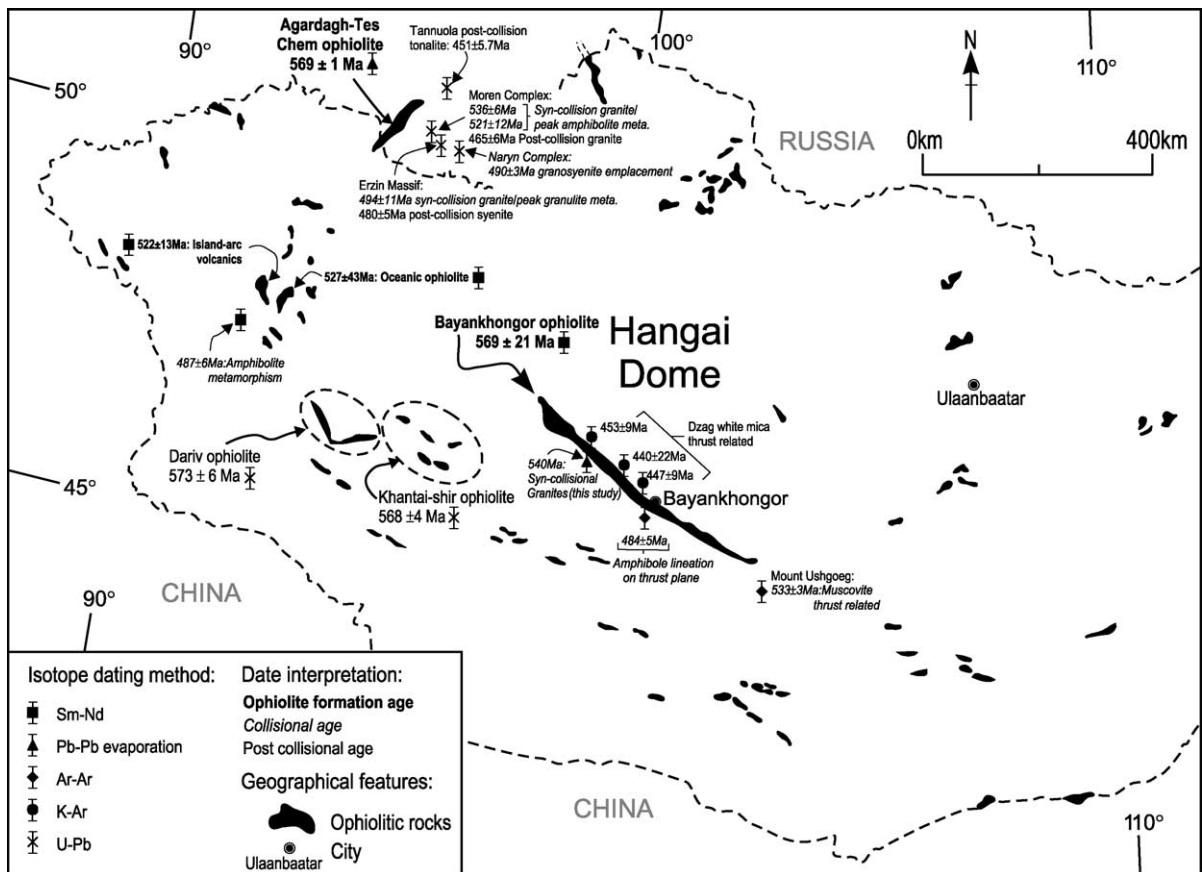 90°
100°
110°
50°
45°
90°
110°
N
0km
400km
RUSSIA
CHINA
CHINA
Agardagh-Tes
Chem ophiolite
569 ± 1 Ma
Tannuola post-collision
tonalite: 451±5.7Ma
Moren Complex:
536±6Ma
521±12Ma
Syn-collision granite/
peak amphibolite meta.
465±6Ma Post-collision granite
Naryn Complex:
490±3Ma granosyenite emplacement
Erzin Massif:
494±11Ma syn-collision granite/peak granulite meta.
480±5Ma post-collision syenite
522±13Ma: Island-arc
volcanics
527±43Ma: Oceanic ophiolite
487±6Ma:Amphibolite
metamorphism
Bayankhongor ophiolite
569 ± 21 Ma
Hangai
Dome
Ulaanbaatar
Dariv ophiolite
573 ± 6 Ma
Khantai-shir ophiolite
568 ±4 Ma
453±9Ma
440±22Ma
447±9Ma
Dzag white mica
thrust related
540Ma:
Syn-collisional
Granites(this study)
Bayankhongor
484±5Ma
Amphibole lineation
on thrust plane
Mount Ushgoeg:
533±3Ma:Muscovite
thrust related
Isotope dating method:
Sm-Nd
Pb-Pb evaporation
Ar-Ar
K-Ar
U-Pb
Date interpretation:
Ophiolite formation age
Collisional age
Post collisional age
Geographical features:
Ophiolitic rocks
City
Ulaanbaatar